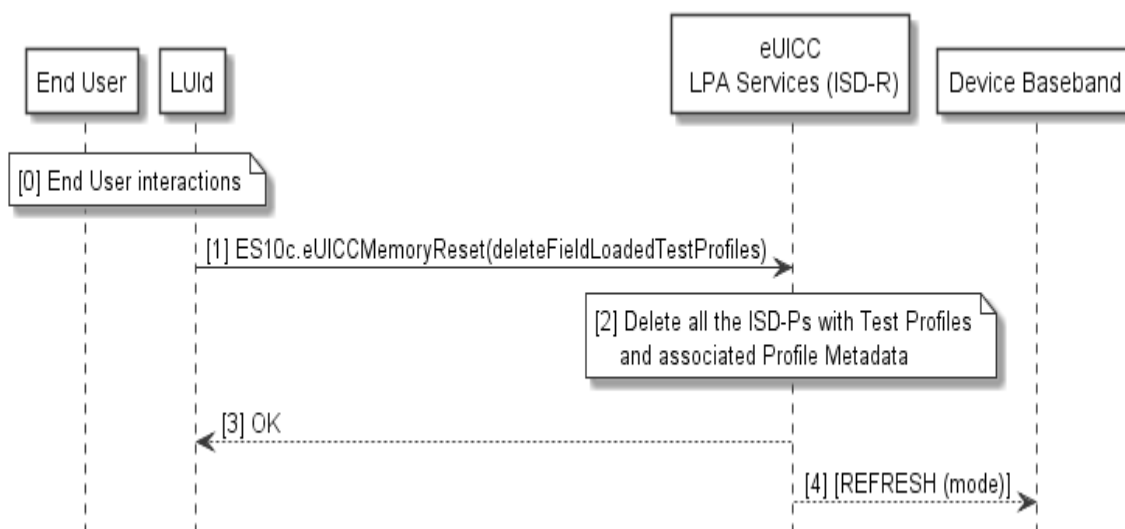 End User
LUId
eUICC
LPA Services (ISD-R)
Device Baseband
[0] End User interactions
[1] ES10c.eUICCMemoryReset(deleteFieldLoadedTestProfiles)
[2] Delete all the ISD-Ps with Test Profiles
and associated Profile Metadata
[3] OK
[4] [REFRESH (mode)]